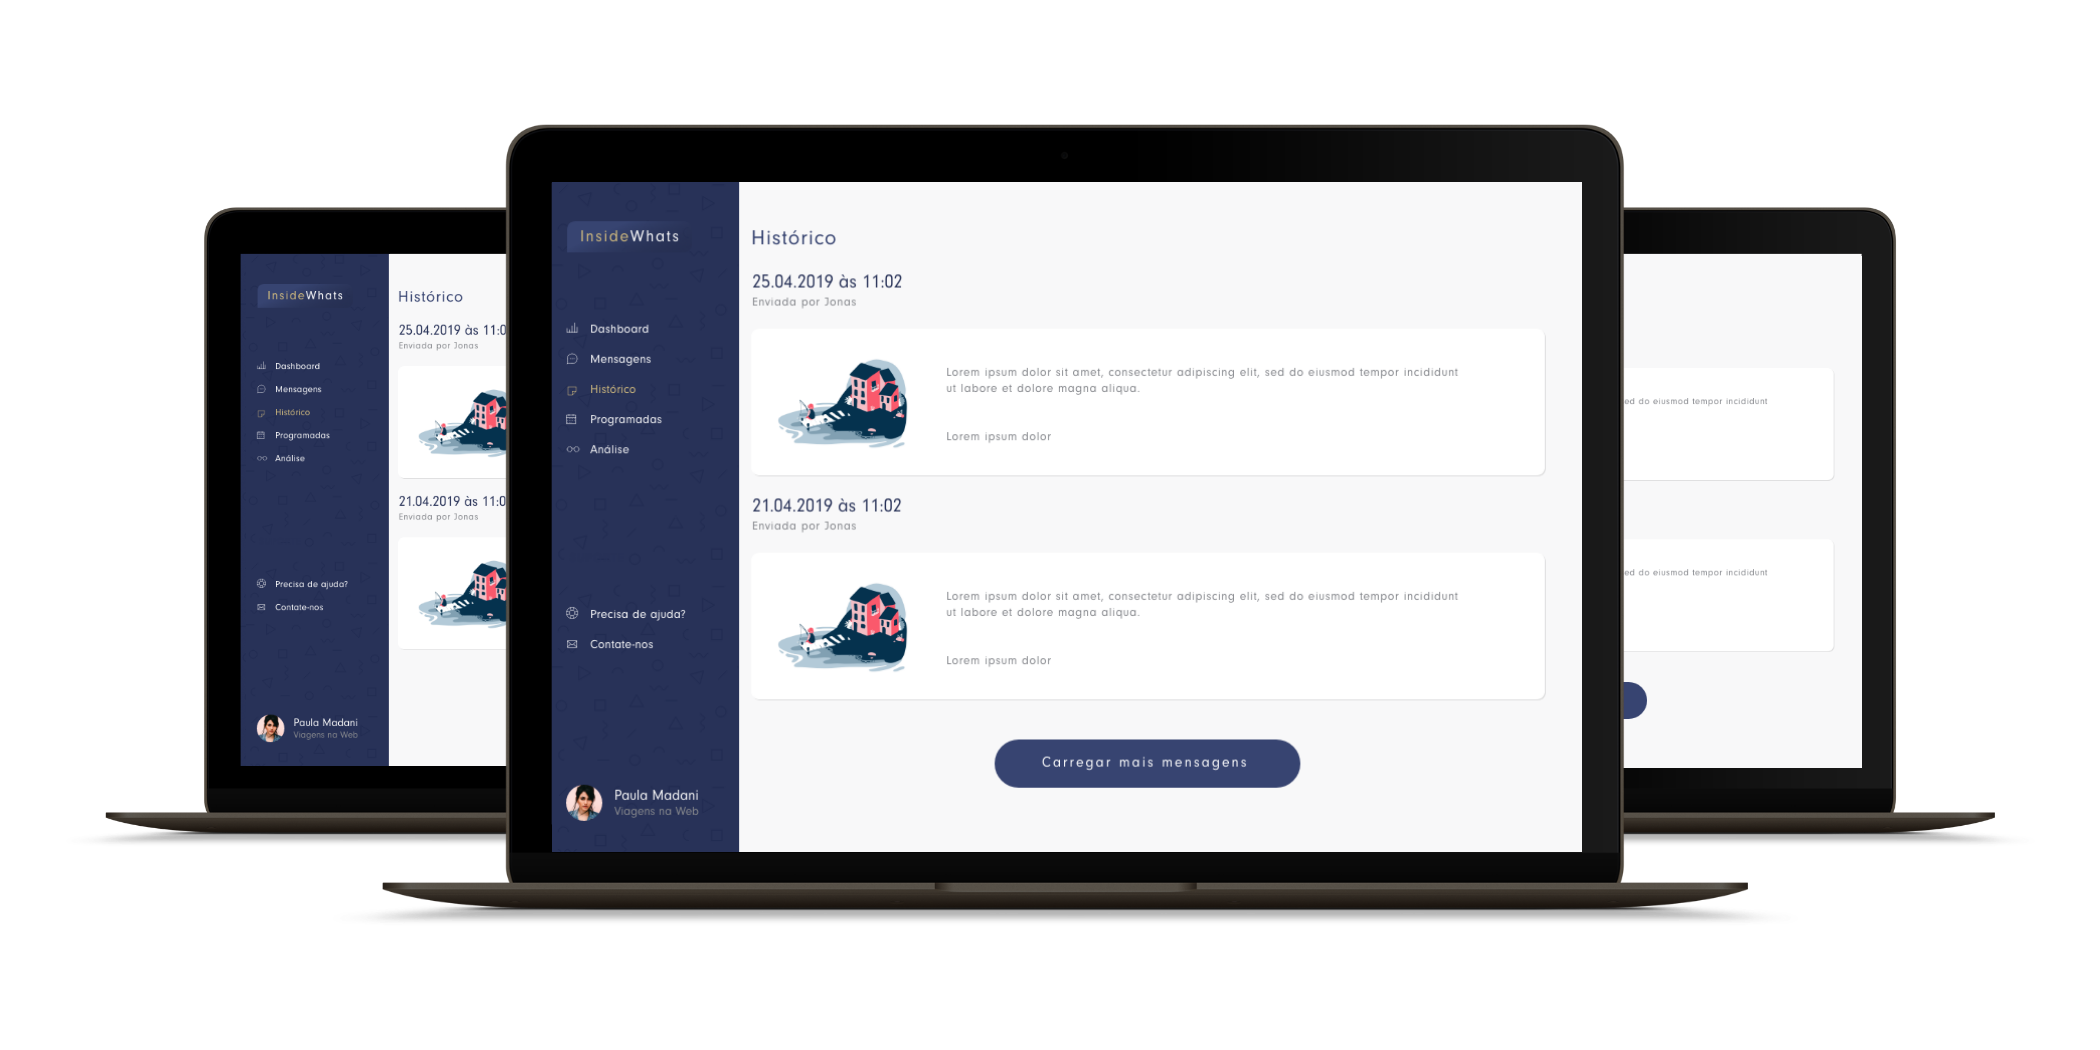 InsideWhats
Dashboard
Mensagens
Histórico
Programadas
Análise
Precisa de ajuda?
Contate-nos
Paula Madani
Viagens na Web
Histórico
25.04.2019 às 11:0
Enviada por Jonas
21.04.2019 às 11:0
Enviada por Jonas
InsideWhats
Dashboard
Mensagens
Histórico
Programadas
Análise
Precisa de ajuda?
Contate-nos
Paula Madani
Viagens na Web
Histórico
25.04.2019 às 11:02
Enviada por Jonas
Lorem ipsum dolor sit amet, consectetur adipiscing elit, sed do eiusmod tempor incididunt
ut labore et dolore magna aliqua.
Lorem ipsum dolor
21.04.2019 às 11:02
Enviada por Jonas
Lorem ipsum dolor sit amet, consectetur adipiscing elit, sed do eiusmod tempor incididunt
ut labore et dolore magna aliqua.
Lorem ipsum dolor
Carregar mais mensagens
ed do eiusmod tempor incididunt
ed do eiusmod tempor incididunt